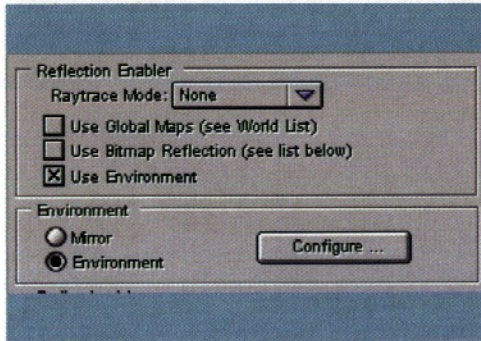 Reflection Enabler
Raytrace Mode: None
Use Global Maps (see World List)
Use Bitmap Reflection (see list below)
Use Environment
Environment
Mirror
Environment
Configure ...